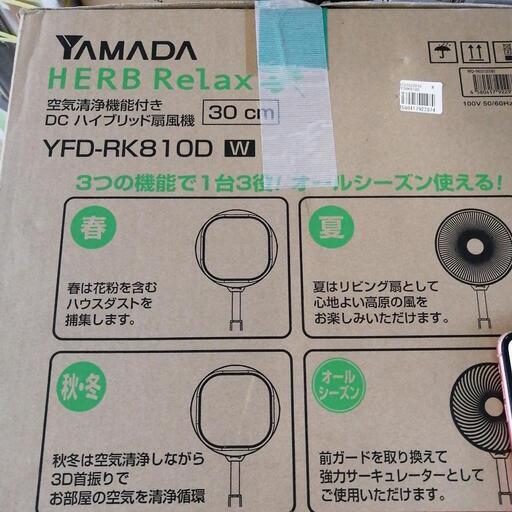 YAMADA
HERB Relax
空気清浄機能付き
DC ハイブリッド扇風機 30 cm
YFD-RK810D W
100V 50/60Hz
3つの機能で1台3役! オールシーズン使える!
春
春は花粉を含む
ハウスダストを
捕集します。
夏
夏はリビング扇として
心地よい高原の風を
お楽しみいただけます。
秋・冬
秋冬は空気清浄しながら
3D首振りで
お部屋の空気を清浄循環
オール
シーズン
前ガードを取り換えて
強力サーキュレーターとして
ご使用いただけます。